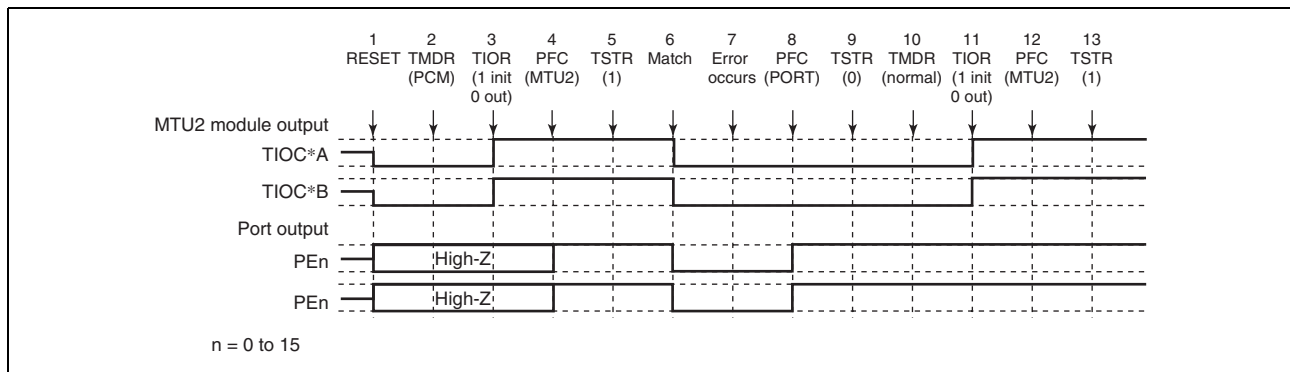 1 2 3 4 5 6 7 8 9 10 11 12 13
RESET TMDR TIOR PFC TSTR Match Error PFC TSTR TMDR TIOR PFC TSTR
(PCM) (1 init (MTU2) (1) occurs (PORT) (0) (normal) (1 init (MTU2) (1)
0 out) 0 out)
MTU2 module output
TIOC*A
TIOC*B
Port output
PEn High-Z
PEn High-Z
n = 0 to 15